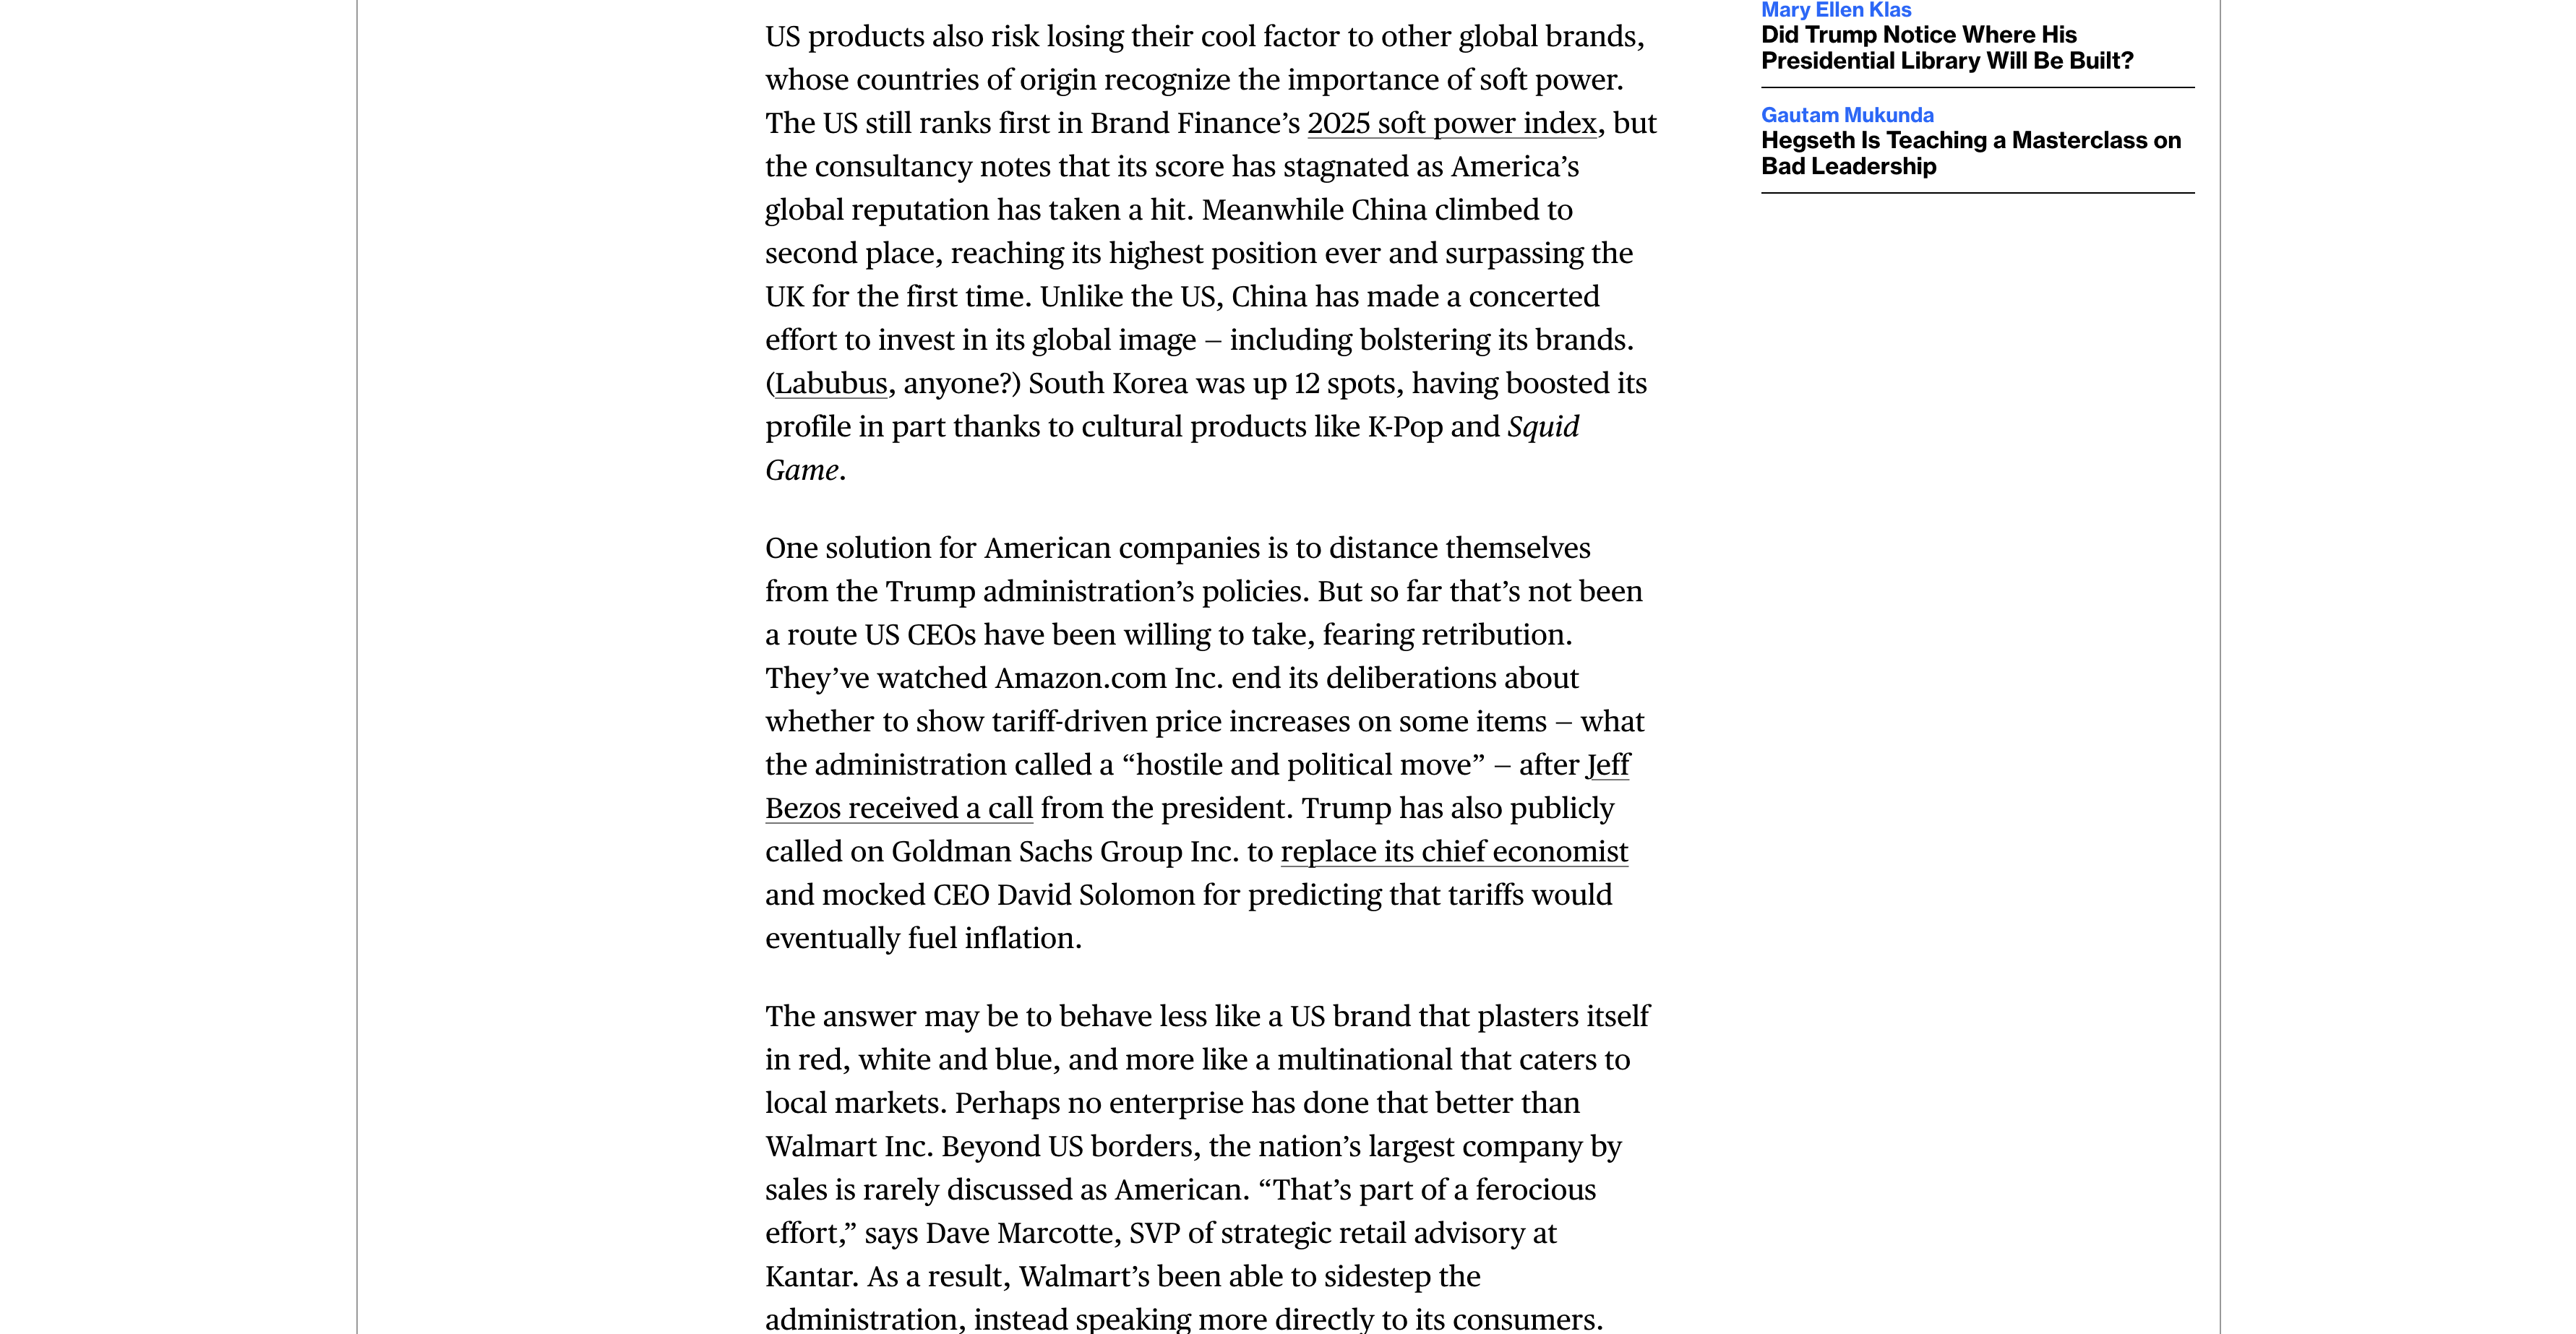 US products also risk losing their cool factor to other global brands,
whose countries of origin recognize the importance of soft power.
The US still ranks first in Brand Finance’s 2025 soft power index, but
the consultancy notes that its score has stagnated as America’s
global reputation has taken a hit. Meanwhile China climbed to
second place, reaching its highest position ever and surpassing the
UK for the first time. Unlike the US, China has made a concerted
effort to invest in its global image — including bolstering its brands.
(Labubus, anyone?) South Korea was up 12 spots, having boosted its
profile in part thanks to cultural products like K-Pop and Squid
Game.
One solution for American companies is to distance themselves
from the Trump administration’s policies. But so far that’s not been
a route US CEOs have been willing to take, fearing retribution.
They’ve watched Amazon.com Inc. end its deliberations about
whether to show tariff-driven price increases on some items — what
the administration called a “hostile and political move” — after Jeff
Bezos received a call from the president. Trump has also publicly
called on Goldman Sachs Group Inc. to replace its chief economist
and mocked CEO David Solomon for predicting that tariffs would
eventually fuel inflation.
The answer may be to behave less like a US brand that plasters itself
in red, white and blue, and more like a multinational that caters to
local markets. Perhaps no enterprise has done that better than
Walmart Inc. Beyond US borders, the nation’s largest company by
sales is rarely discussed as American. “That’s part of a ferocious
effort,” says Dave Marcotte, SVP of strategic retail advisory at
Kantar. As a result, Walmart’s been able to sidestep the
administration, instead speaking more directly to its consumers.
Mary Ellen Klas
Did Trump Notice Where His
Presidential Library Will Be Built?
Gautam Mukunda
Hegseth Is Teaching a Masterclass on
Bad Leadership